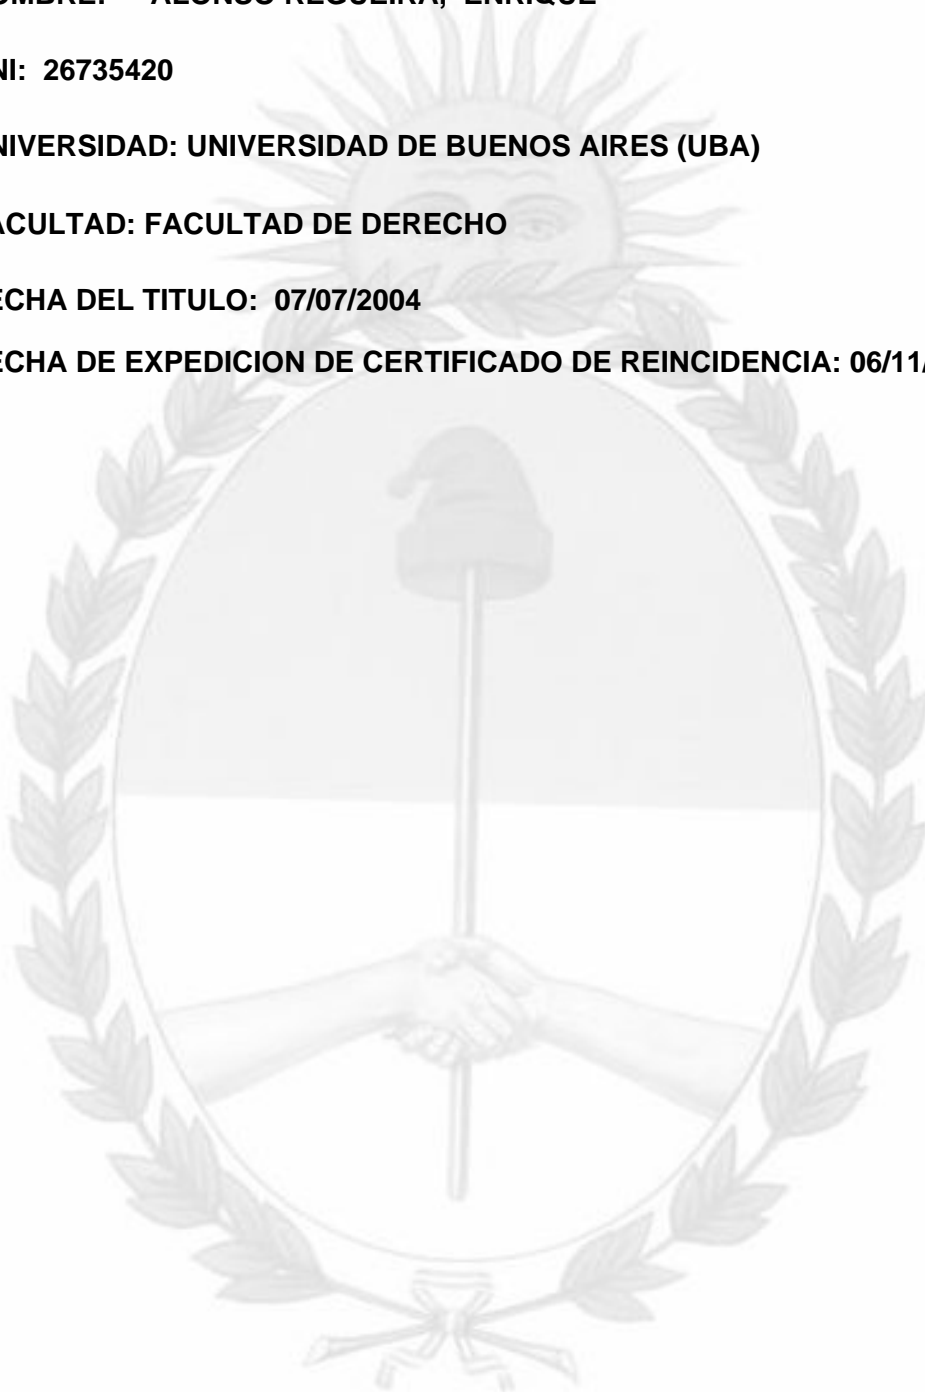 OMBRE: ALONSO REGUEIRA, ENRIQUE
NI: 26735420
NIVERSIDAD: UNIVERSIDAD DE BUENOS AIRES (UBA)
ACULTAD: FACULTAD DE DERECHO
ECHA DEL TITULO: 07/07/2004
ECHA DE EXPEDICION DE CERTIFICADO DE REINCIDENCIA: 06/11/